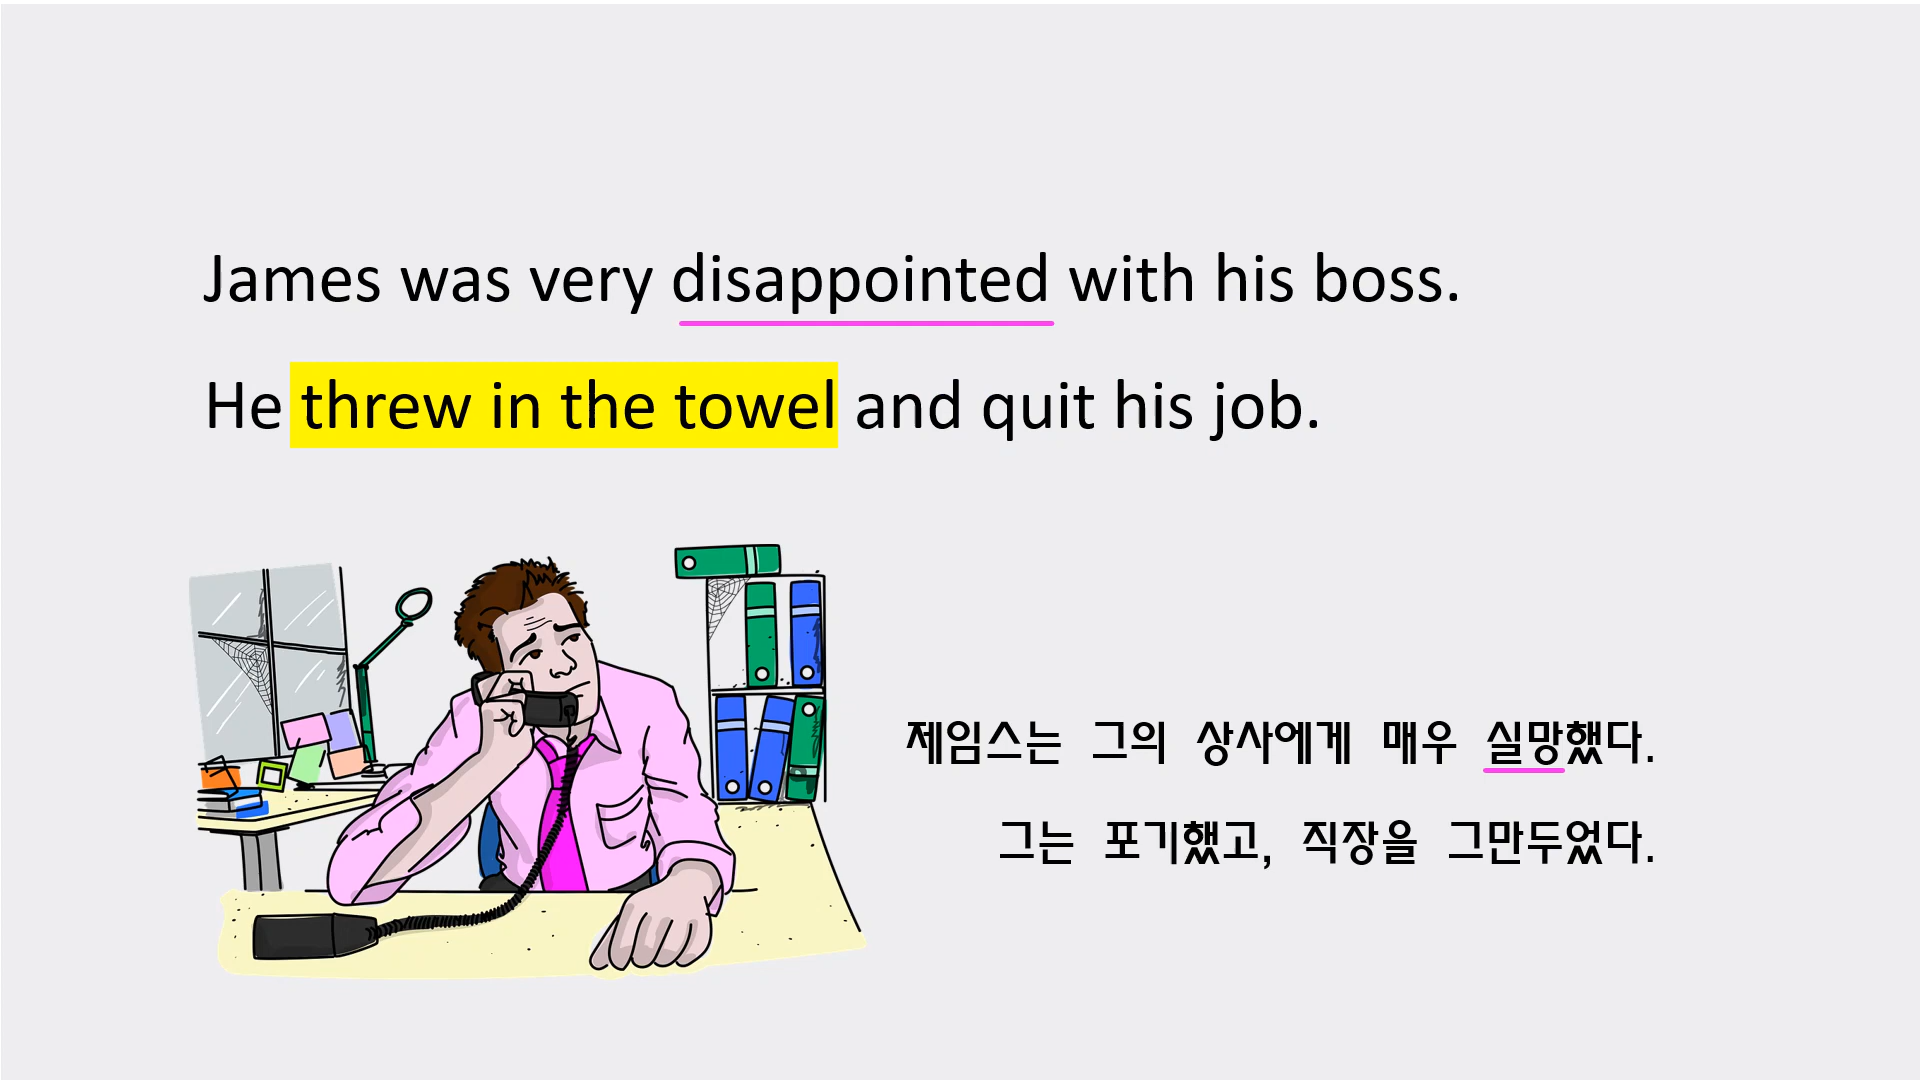 James was very disappointed with his boss.
He threw in the towel and quit his job.
제임스는 그의 상사에게 매우 실망했다.
그는 포기했고, 직장을 그만두었다.